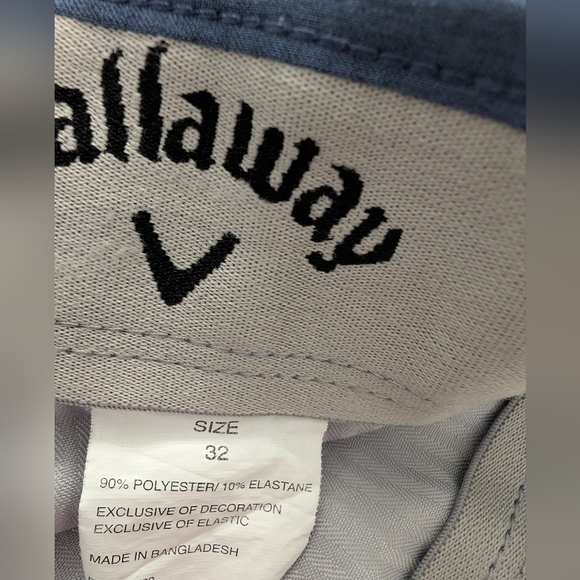 allaway
SIZE
32
90% POLYESTER/ 10% ELASTANE
EXCLUSIVE OF DECORATION
EXCLUSIVE OF ELASTIC
MADE IN BANGLADESH